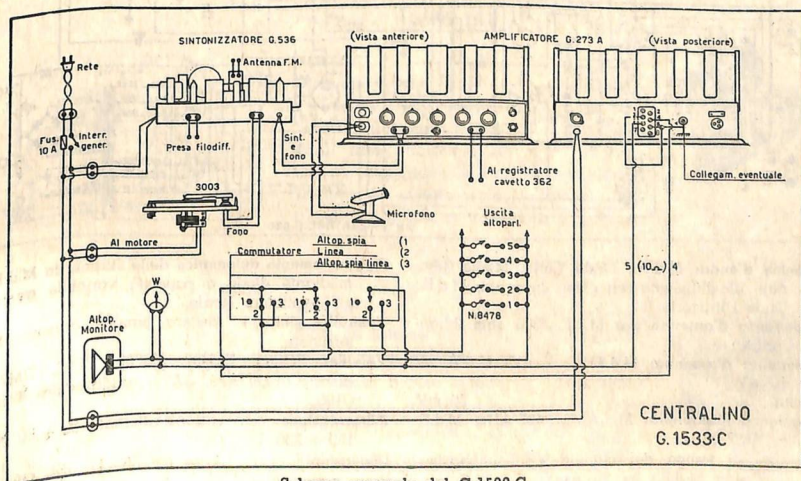 SINTONIZZATORE G.536
(Vista anteriore) AMPLIFICATORE G.273 A (Vista posteriore)
Rete
Antenna F.M.
Fus. 10 A
Interr. gener.
Presa filodiff.
Sint. e fono
Al registratore
cavetto 362
Collegam. eventuale
3003
Fono
Microfono
Al motore
Uscita
altoparl.
Commutatore
Altop. spia (1
Linea (2
Altop. spia linea (3
5
4
3
2
1
N.8478
5 (10Ω) 4
W
1 3 1 3 1 3
2 2 2
Altop.
Monitore
CENTRALINO
G.1533-C